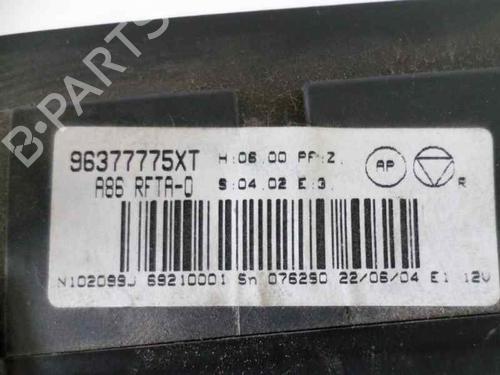 B-PARTS
96377775XT H:06.00 PF:Z.
A86 RFTA-0 S:04.02 E:3.
AP
R
N102099J 69210001 Sn 076290 22/06/04 E1 12V